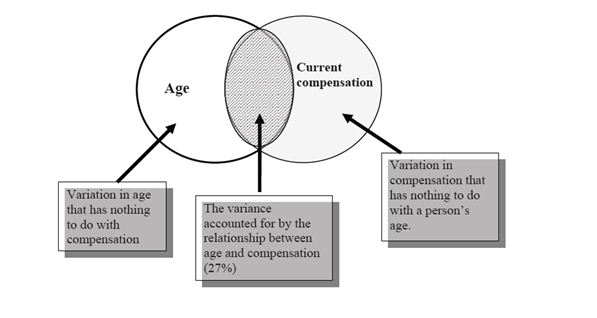 Age
Current
compensation
Variation in age
that has nothing
to do with
compensation
The variance
accounted for by the
relationship between
age and compensation
(27%)
Variation in
compensation that
has nothing to do
with a person's
age.